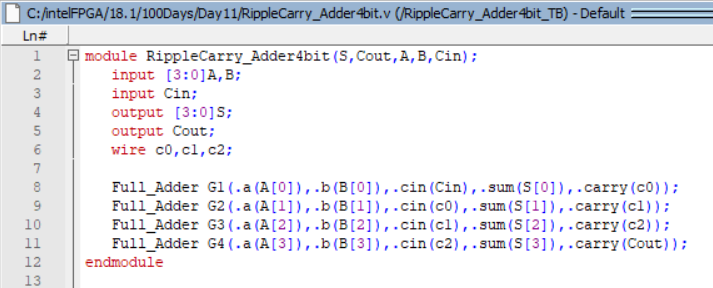 C:/intelFPGA/18.1/100Days/Day11/RippleCarry_Adder4bit.v (/RippleCarry_Adder4bit_TB) - Default
Ln#
1 module RippleCarry_Adder4bit(S,Cout,A,B,Cin);
2 input [3:0]A,B;
3 input Cin;
4 output [3:0]S;
5 output Cout;
6 wire c0,c1,c2;
7
8 Full_Adder G1(.a(A[0]),.b(B[0]),.cin(Cin),.sum(S[0]),.carry(c0));
9 Full_Adder G2(.a(A[1]),.b(B[1]),.cin(c0),.sum(S[1]),.carry(c1));
10 Full_Adder G3(.a(A[2]),.b(B[2]),.cin(c1),.sum(S[2]),.carry(c2));
11 Full_Adder G4(.a(A[3]),.b(B[3]),.cin(c2),.sum(S[3]),.carry(Cout));
12 endmodule
13